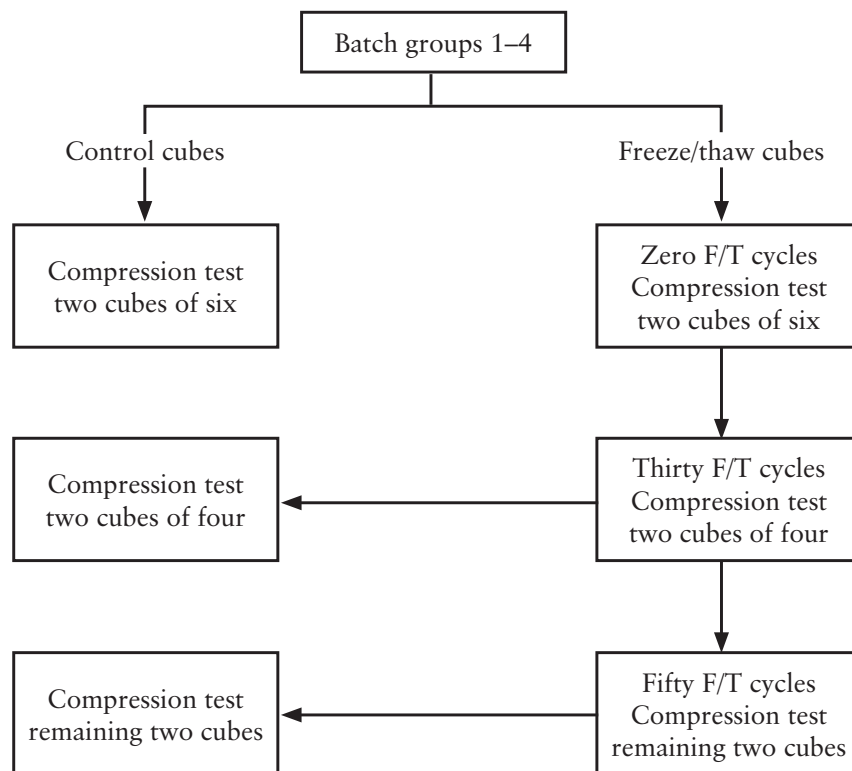 Batch groups 1–4
Control cubes
Freeze/thaw cubes
Compression test
two cubes of six
Zero F/T cycles
Compression test
two cubes of six
Compression test
two cubes of four
Thirty F/T cycles
Compression test
two cubes of four
Compression test
remaining two cubes
Fifty F/T cycles
Compression test
remaining two cubes